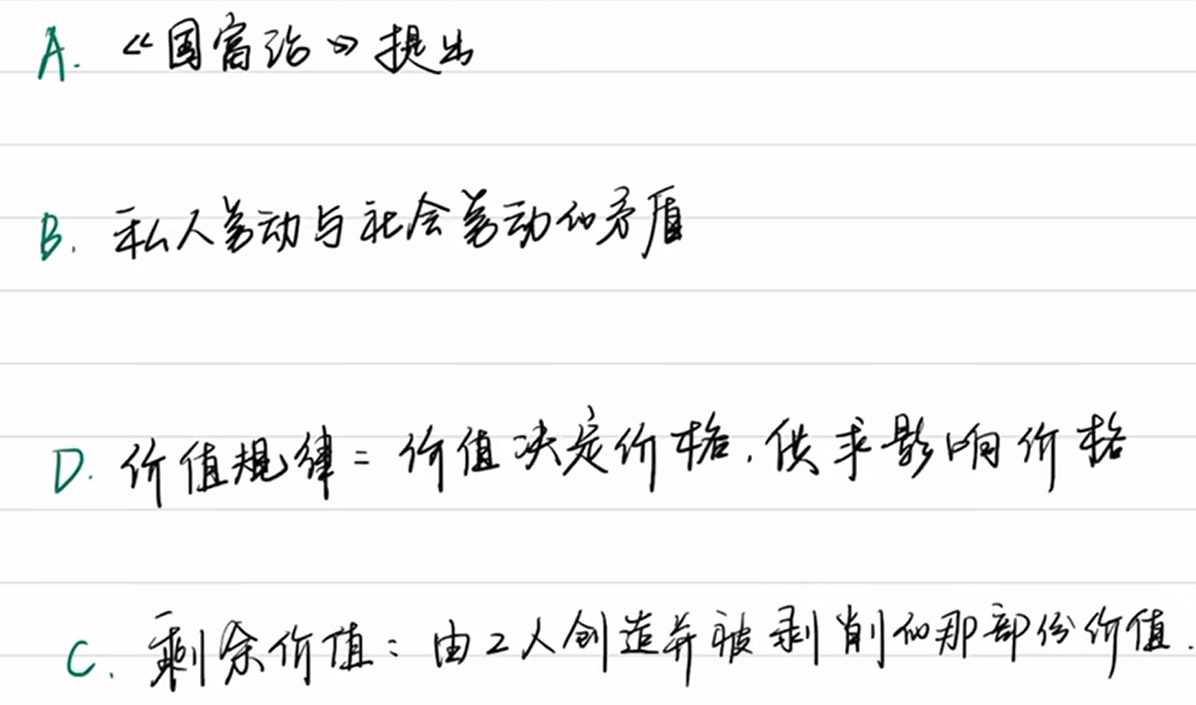 A. 《国富论》提出
B. 私人劳动与社会劳动的矛盾
D. 价值规律=价值决定价格.供求影响价格
C. 剩余价值:由工人创造并被剥削的那部份价值.